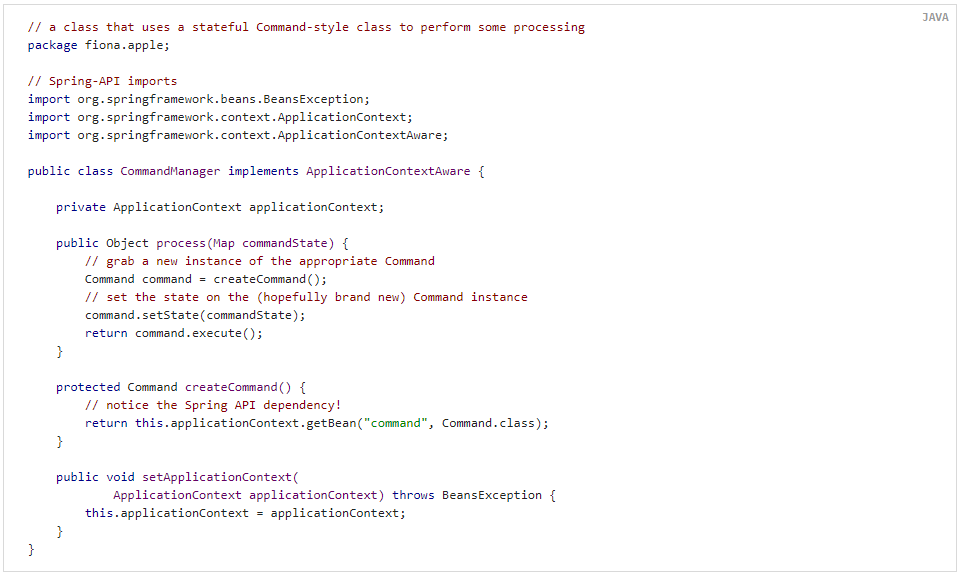 JAVA
// a class that uses a stateful Command-style class to perform some processing
package fiona.apple;

// Spring-API imports
import org.springframework.beans.BeansException;
import org.springframework.context.ApplicationContext;
import org.springframework.context.ApplicationContextAware;

public class CommandManager implements ApplicationContextAware {

    private ApplicationContext applicationContext;

    public Object process(Map commandState) {
        // grab a new instance of the appropriate Command
        Command command = createCommand();
        // set the state on the (hopefully brand new) Command instance
        command.setState(commandState);
        return command.execute();
    }

    protected Command createCommand() {
        // notice the Spring API dependency!
        return this.applicationContext.getBean("command", Command.class);
    }

    public void setApplicationContext(
            ApplicationContext applicationContext) throws BeansException {
        this.applicationContext = applicationContext;
    }
}